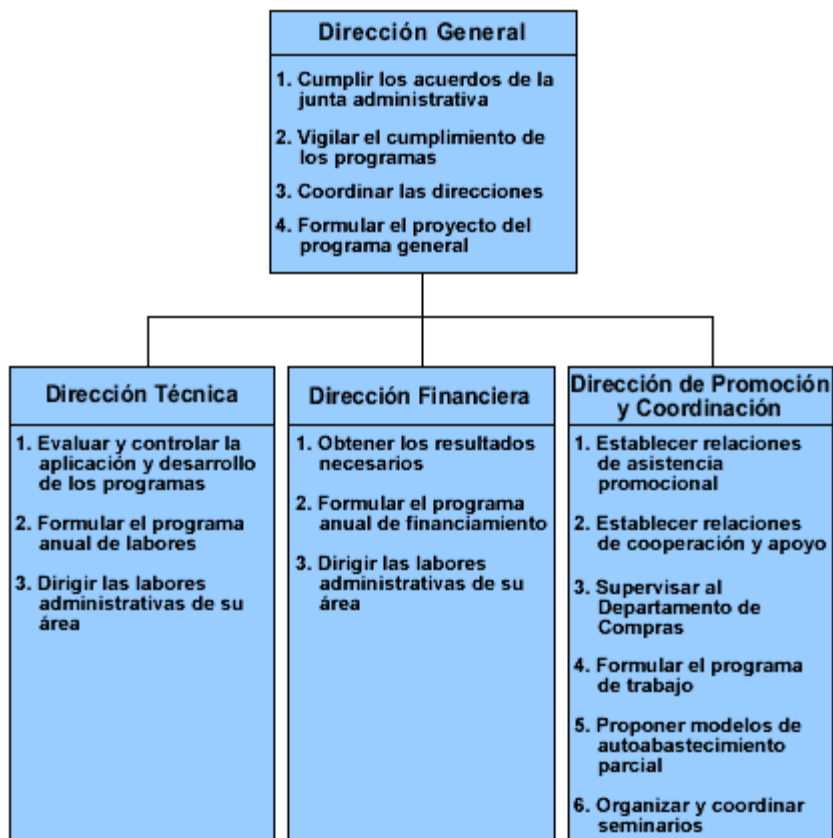 Dirección General
1. Cumplir los acuerdos de la
junta administrativa
2. Vigilar el cumplimiento de
los programas
3. Coordinar las direcciones
4. Formular el proyecto del
programa general
Dirección Técnica
1. Evaluar y controlar la
aplicación y desarrollo
de los programas
2. Formular el programa
anual de labores
3. Dirigir las labores
administrativas de su
área
Dirección Financiera
1. Obtener los resultados
necesarios
2. Formular el programa
anual de financiamiento
3. Dirigir las labores
administrativas de su
área
Dirección de Promoción
y Coordinación
1. Establecer relaciones
de asistencia
promocional
2. Establecer relaciones
de cooperación y apoyo
3. Supervisar al
Departamento de
Compras
4. Formular el programa
de trabajo
5. Proponer modelos de
autoabastecimiento
parcial
6. Organizar y coordinar
seminarios